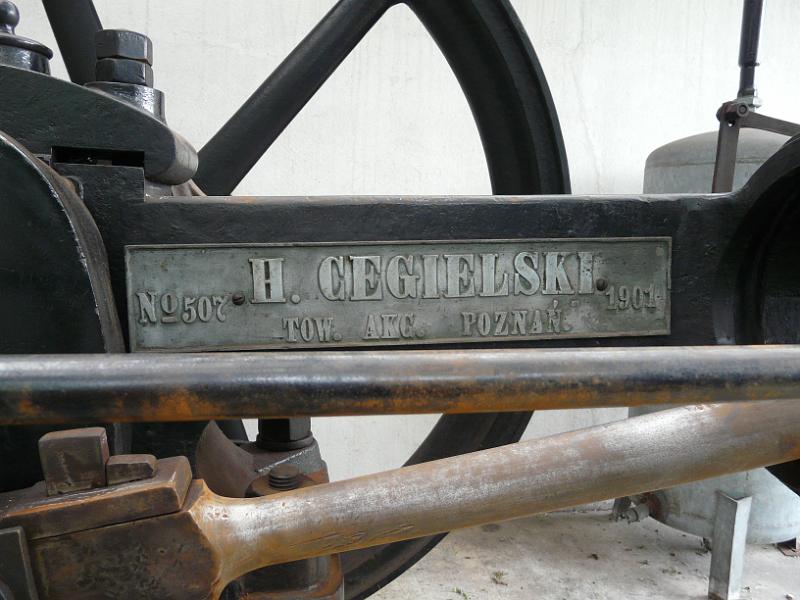 No 507 H. CEGIELSKI 1901
TOW. AKC. POZNAŃ.